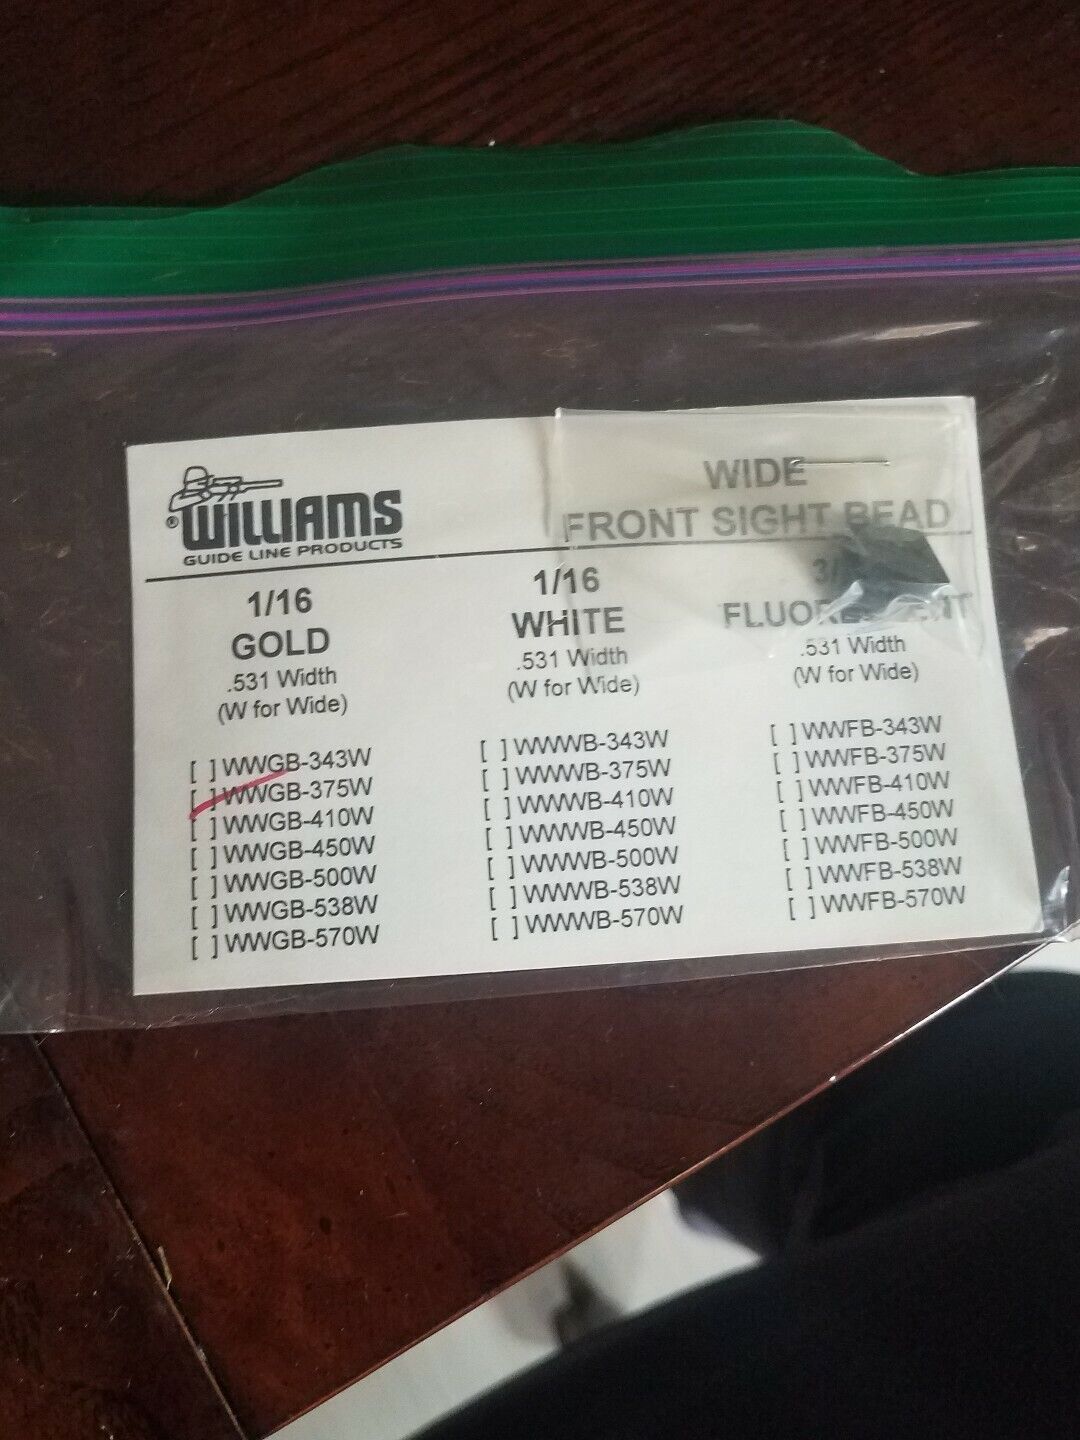 WILLIAMS
®
GUIDE LINE PRODUCTS
WIDE
FRONT SIGHT BEAD
1/16
GOLD
.531 Width
(W for Wide)
[ ] WWGB-343W
[ ] WWGB-375W
[ ] WWGB-410W
[ ] WWGB-450W
[ ] WWGB-500W
[ ] WWGB-538W
[ ] WWGB-570W
1/16
WHITE
.531 Width
(W for Wide)
[ ] WWWB-343W
[ ] WWWB-375W
[ ] WWWB-410W
[ ] WWWB-450W
[ ] WWWB-500W
[ ] WWWB-538W
[ ] WWWB-570W
FLUORESCENT
.531 Width
(W for Wide)
[ ] WWFB-343W
[ ] WWFB-375W
[ ] WWFB-410W
[ ] WWFB-450W
[ ] WWFB-500W
[ ] WWFB-538W
[ ] WWFB-570W